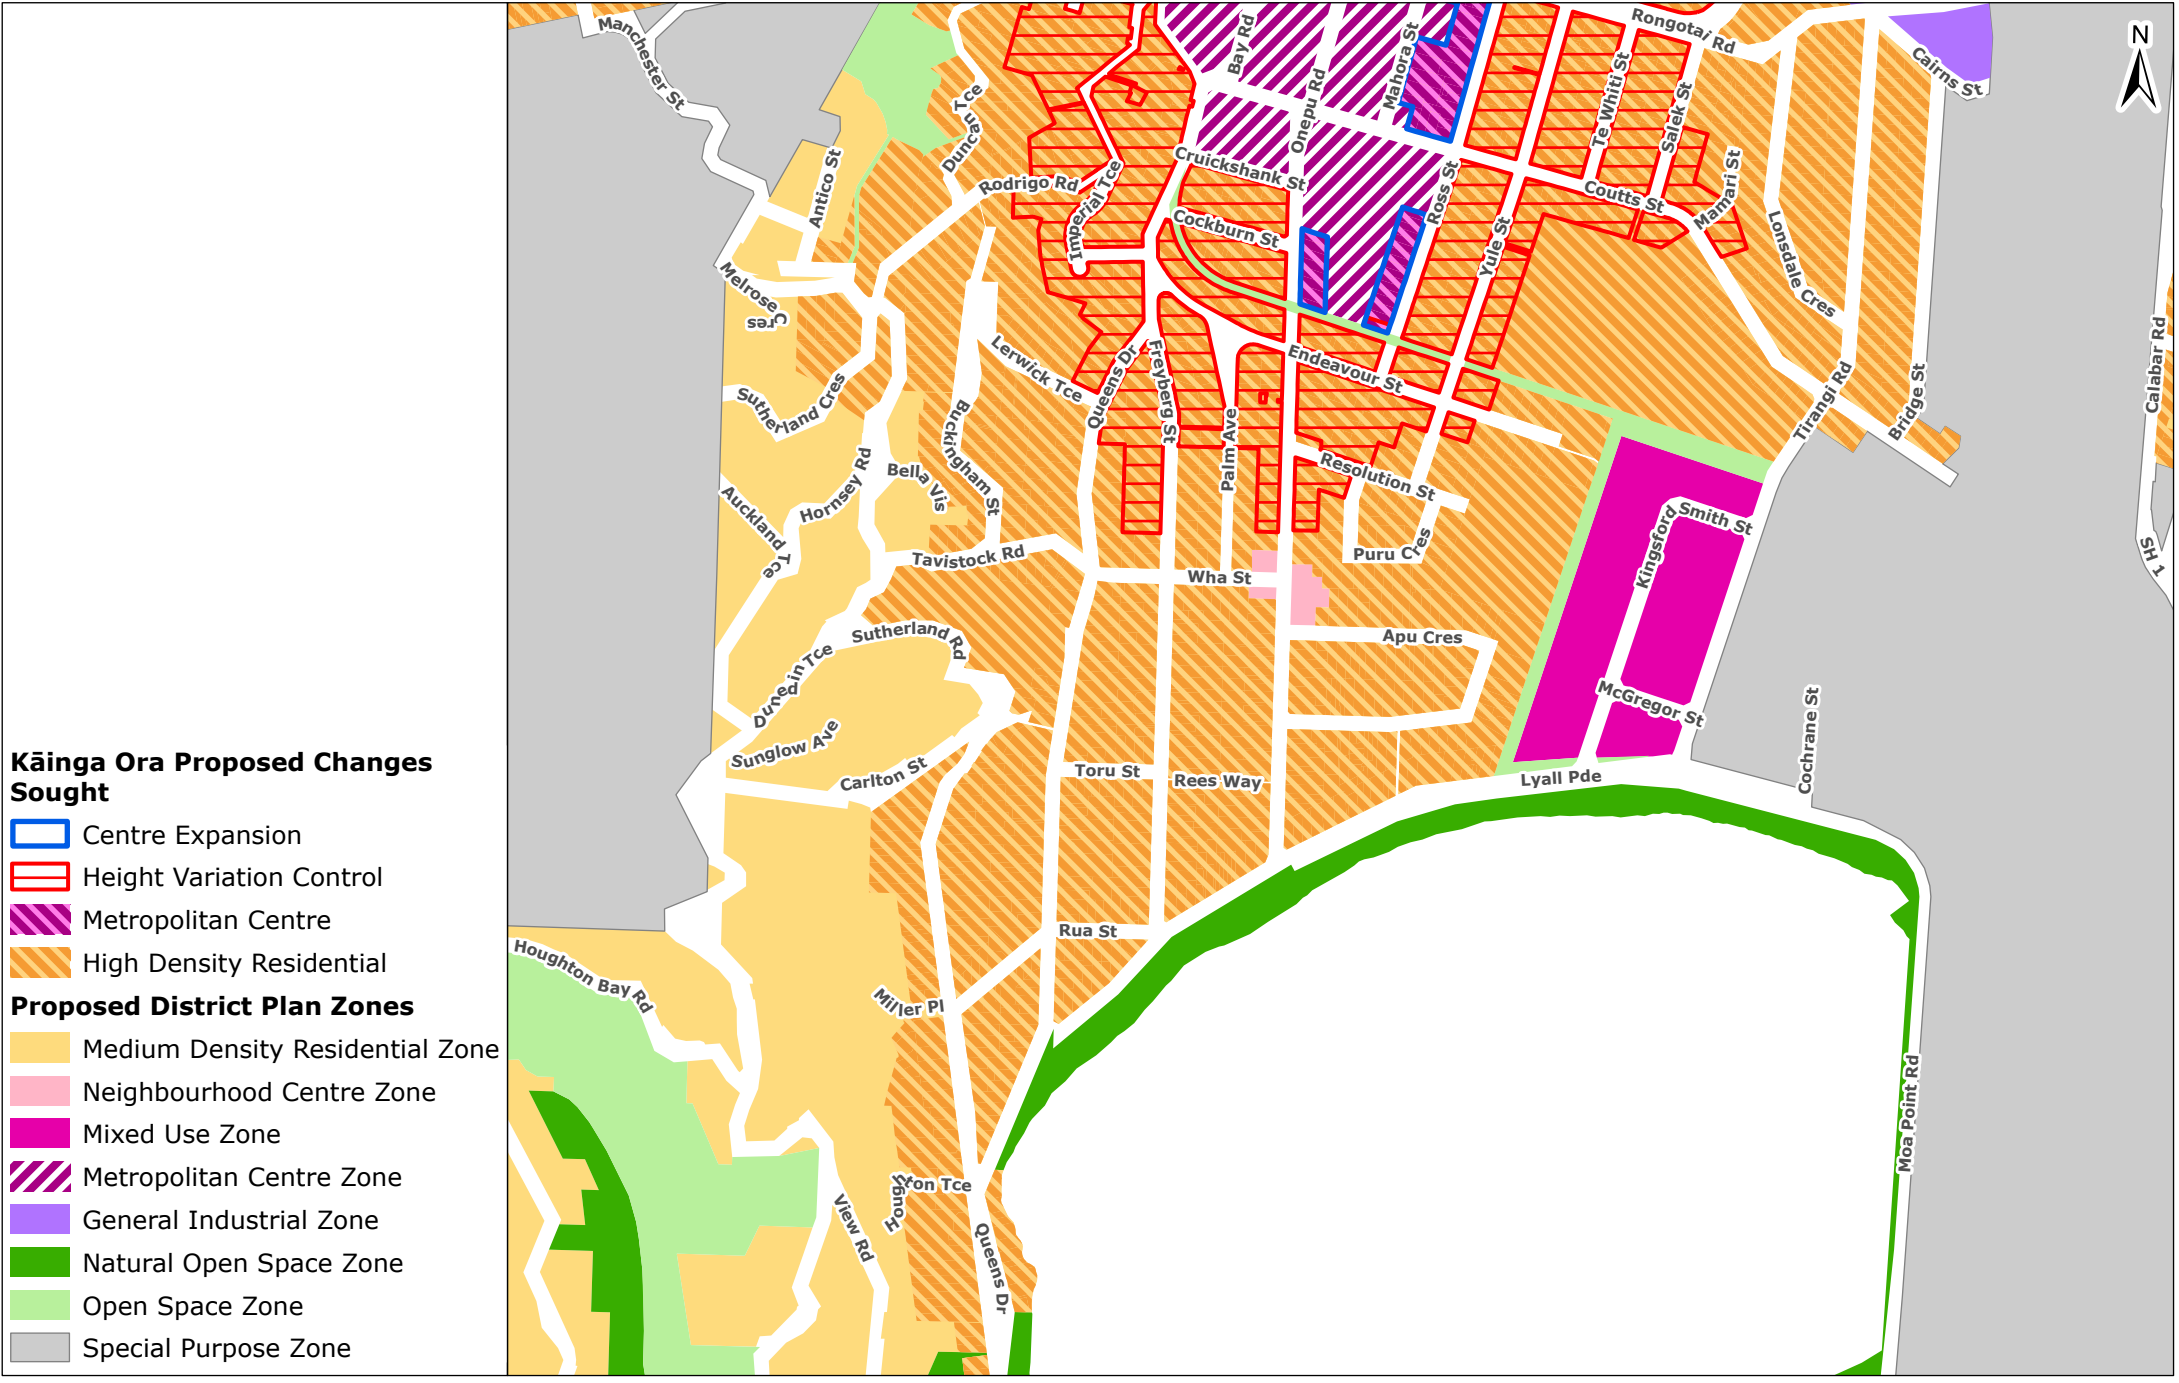 Manchester St
Bay Rd
Onepu Rd
Mahora St
Rongotai Rd
Cairns St
N
Duncan Tce
Te Whiti St
Salek St
Antico St
Rodrigo Rd
Imperial Tce
Cruickshank St
Cockburn St
Ross St
Yule St
Coutts St
Mamari St
Lonsdale Cres
Melrose Cres
Calabar Rd
Lerwick Tce
Queens Dr
Freyberg St
Palm Ave
Endeavour St
Tirangi Rd
Bridge St
Sutherland Cres
Buckingham St
Bella Vis
Hornsey Rd
Resolution St
Auckland Tce
Tavistock Rd
Puru Cres
Kingsford Smith St
SH 1
Wha St
Sutherland Rd
Apu Cres
Dunedin Tce
McGregor St
Cochrane St
Sunglow Ave
Carlton St
Toru St
Rees Way
Lyall Pde
Rua St
Houghton Bay Rd
Miller Pl
Moa Point Rd
Houghton Tce
View Rd
Queens Dr
Kāinga Ora Proposed Changes
Sought
Centre Expansion
Height Variation Control
Metropolitan Centre
High Density Residential
Proposed District Plan Zones
Medium Density Residential Zone
Neighbourhood Centre Zone
Mixed Use Zone
Metropolitan Centre Zone
General Industrial Zone
Natural Open Space Zone
Open Space Zone
Special Purpose Zone